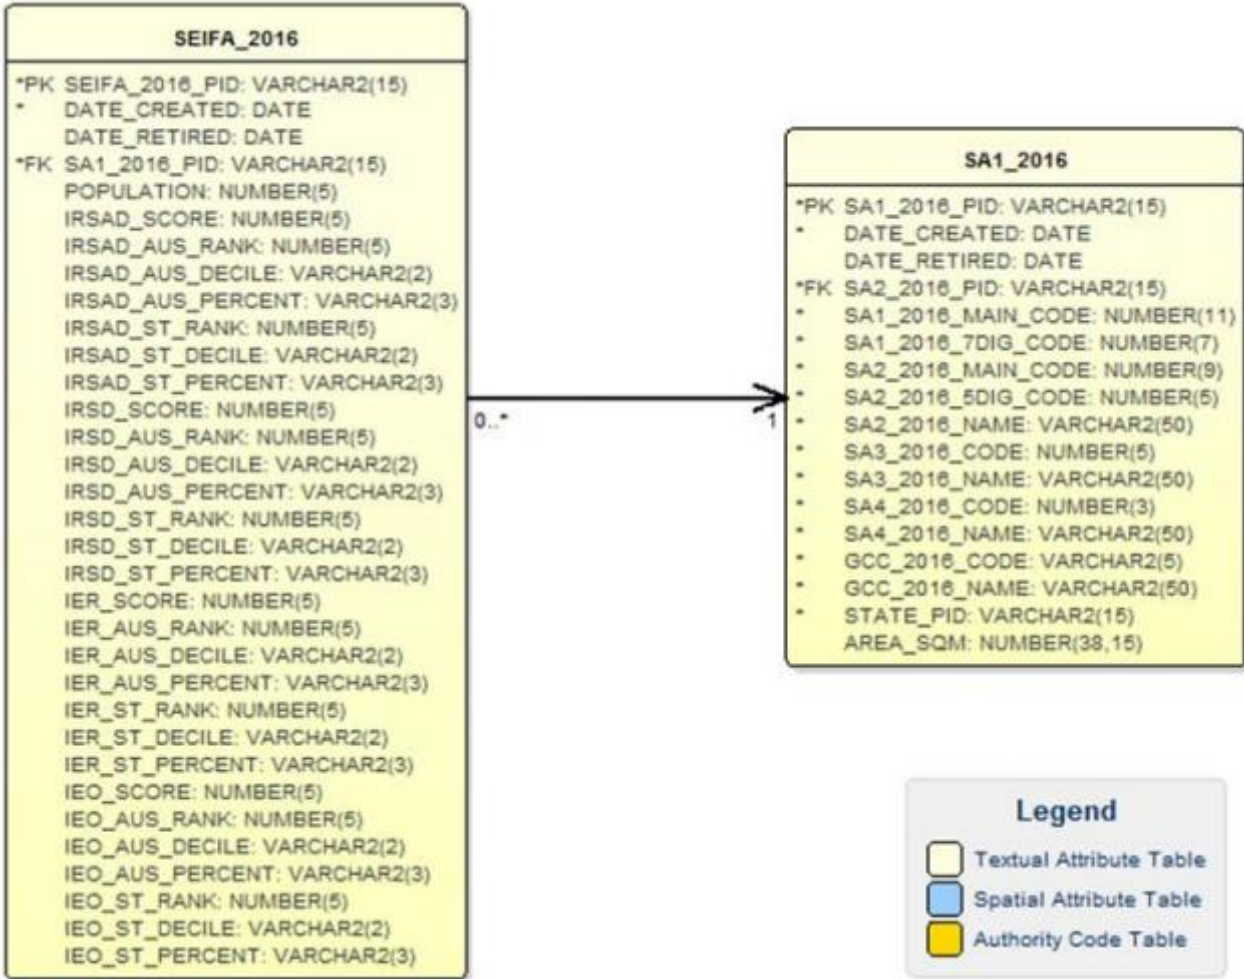 SEIFA_2016
*PK SEIFA_2016_PID: VARCHAR2(15)
* DATE_CREATED: DATE
DATE_RETIRED: DATE
*FK SA1_2016_PID: VARCHAR2(15)
POPULATION: NUMBER(5)
IRSAD_SCORE: NUMBER(5)
IRSAD_AUS_RANK: NUMBER(5)
IRSAD_AUS_DECILE: VARCHAR2(2)
IRSAD_AUS_PERCENT: VARCHAR2(3)
IRSAD_ST_RANK: NUMBER(5)
IRSAD_ST_DECILE: VARCHAR2(2)
IRSAD_ST_PERCENT: VARCHAR2(3)
IRSD_SCORE: NUMBER(5)
IRSD_AUS_RANK: NUMBER(5)
IRSD_AUS_DECILE: VARCHAR2(2)
IRSD_AUS_PERCENT: VARCHAR2(3)
IRSD_ST_RANK: NUMBER(5)
IRSD_ST_DECILE: VARCHAR2(2)
IRSD_ST_PERCENT: VARCHAR2(3)
IER_SCORE: NUMBER(5)
IER_AUS_RANK: NUMBER(5)
IER_AUS_DECILE: VARCHAR2(2)
IER_AUS_PERCENT: VARCHAR2(3)
IER_ST_RANK: NUMBER(5)
IER_ST_DECILE: VARCHAR2(2)
IER_ST_PERCENT: VARCHAR2(3)
IEO_SCORE: NUMBER(5)
IEO_AUS_RANK: NUMBER(5)
IEO_AUS_DECILE: VARCHAR2(2)
IEO_AUS_PERCENT: VARCHAR2(3)
IEO_ST_RANK: NUMBER(5)
IEO_ST_DECILE: VARCHAR2(2)
IEO_ST_PERCENT: VARCHAR2(3)
0..*
1
SA1_2016
*PK SA1_2016_PID: VARCHAR2(15)
* DATE_CREATED: DATE
DATE_RETIRED: DATE
*FK SA2_2016_PID: VARCHAR2(15)
* SA1_2016_MAIN_CODE: NUMBER(11)
* SA1_2016_7DIG_CODE: NUMBER(7)
* SA2_2016_MAIN_CODE: NUMBER(9)
* SA2_2016_5DIG_CODE: NUMBER(5)
* SA2_2016_NAME: VARCHAR2(50)
* SA3_2016_CODE: NUMBER(5)
* SA3_2016_NAME: VARCHAR2(50)
* SA4_2016_CODE: NUMBER(3)
* SA4_2016_NAME: VARCHAR2(50)
* GCC_2016_CODE: VARCHAR2(5)
* GCC_2016_NAME: VARCHAR2(50)
* STATE_PID: VARCHAR2(15)
AREA_SQM: NUMBER(38,15)
Legend
Textual Attribute Table
Spatial Attribute Table
Authority Code Table